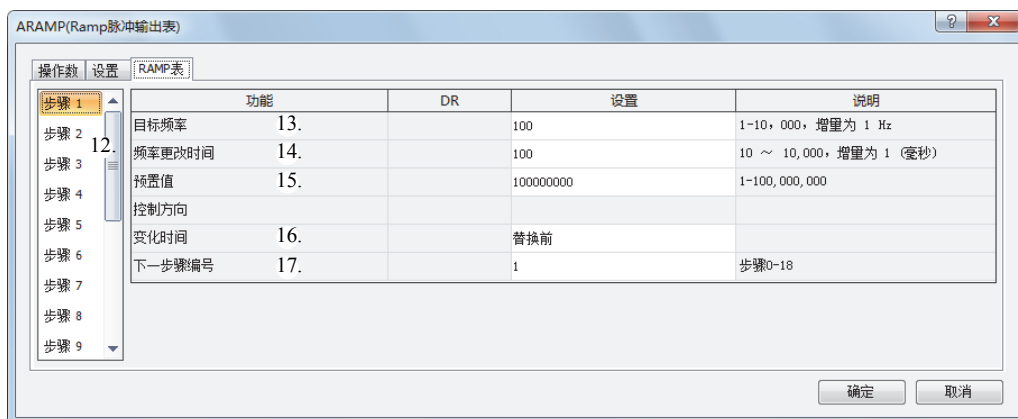 ARAMP(Ramp脉冲输出表)
操作数 设置 RAMP表
功能 DR 设置 说明
步骤 1
步骤 2
12.
步骤 3
步骤 4
步骤 5
步骤 6
步骤 7
步骤 8
步骤 9
目标频率 13. 100 1-10，000，增量为 1 Hz
频率更改时间 14. 100 10 ～ 10,000，增量为 1 (毫秒)
预置值 15. 100000000 1-100,000,000
控制方向
变化时间 16. 替换前
下一步骤编号 17. 1 步骤0-18
确定 取消